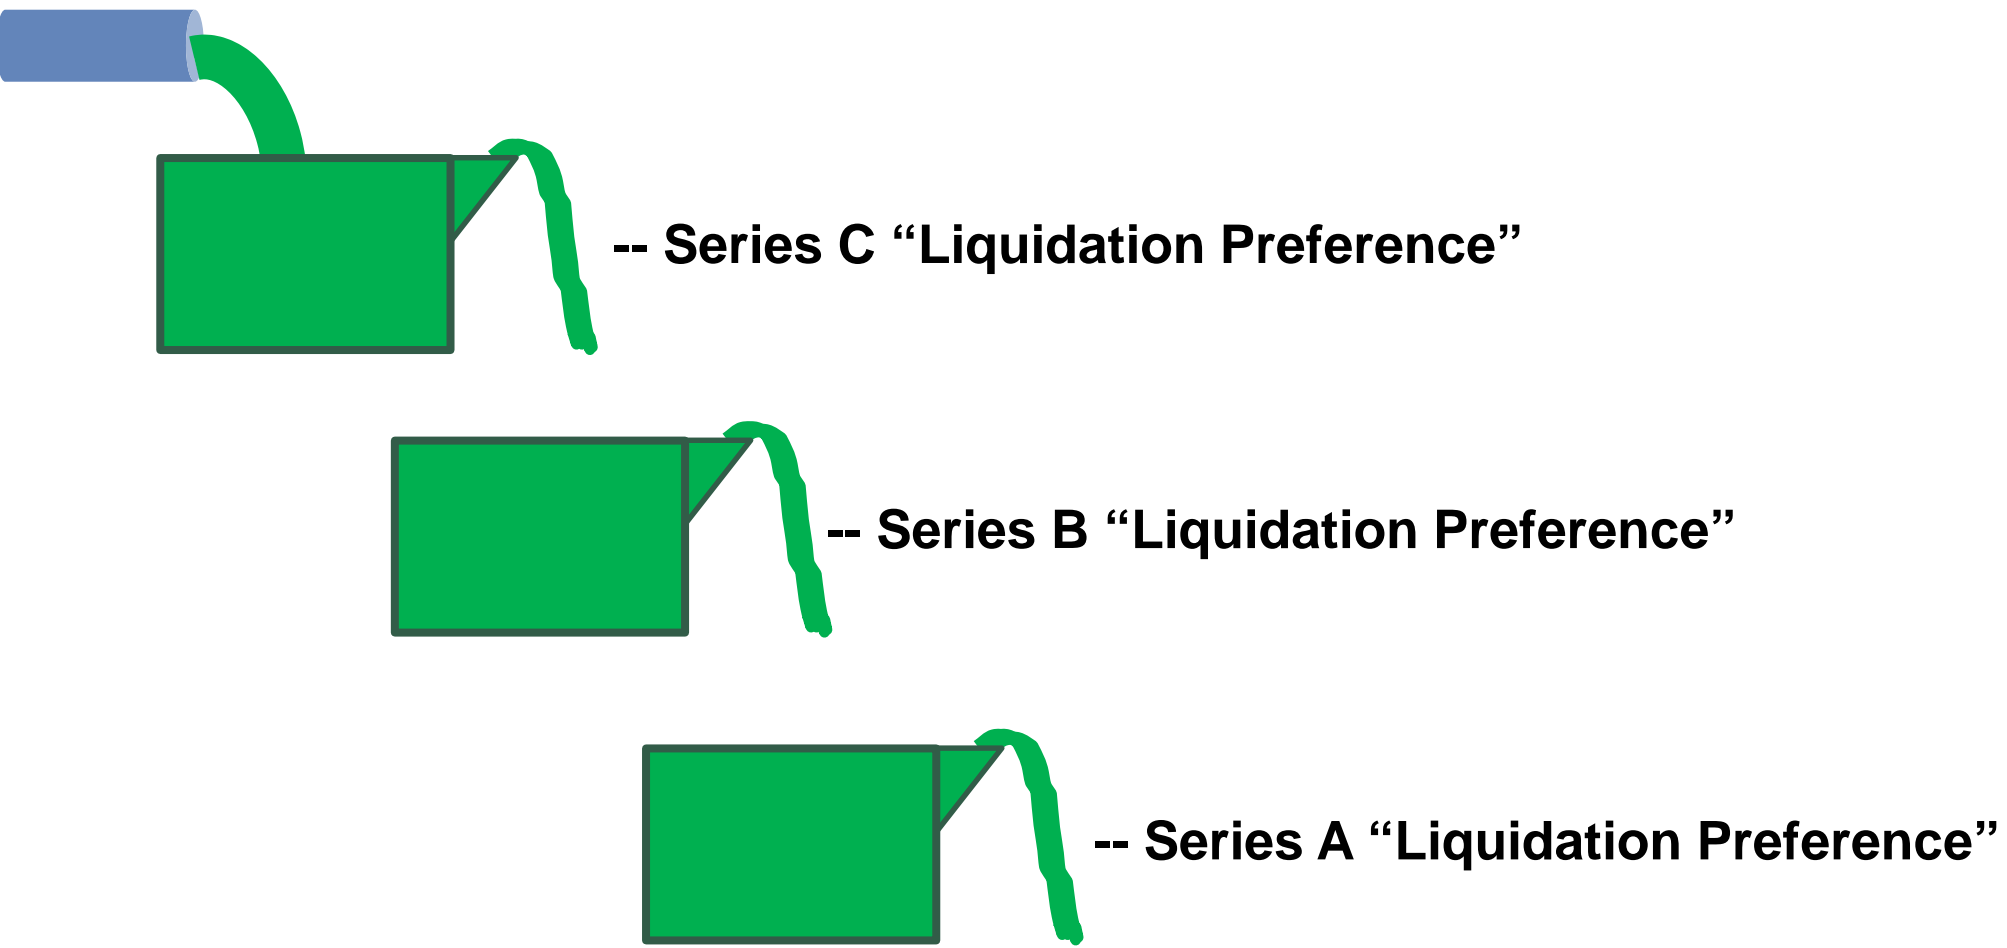 -- Series C “Liquidation Preference”
-- Series B “Liquidation Preference”
-- Series A “Liquidation Preference”